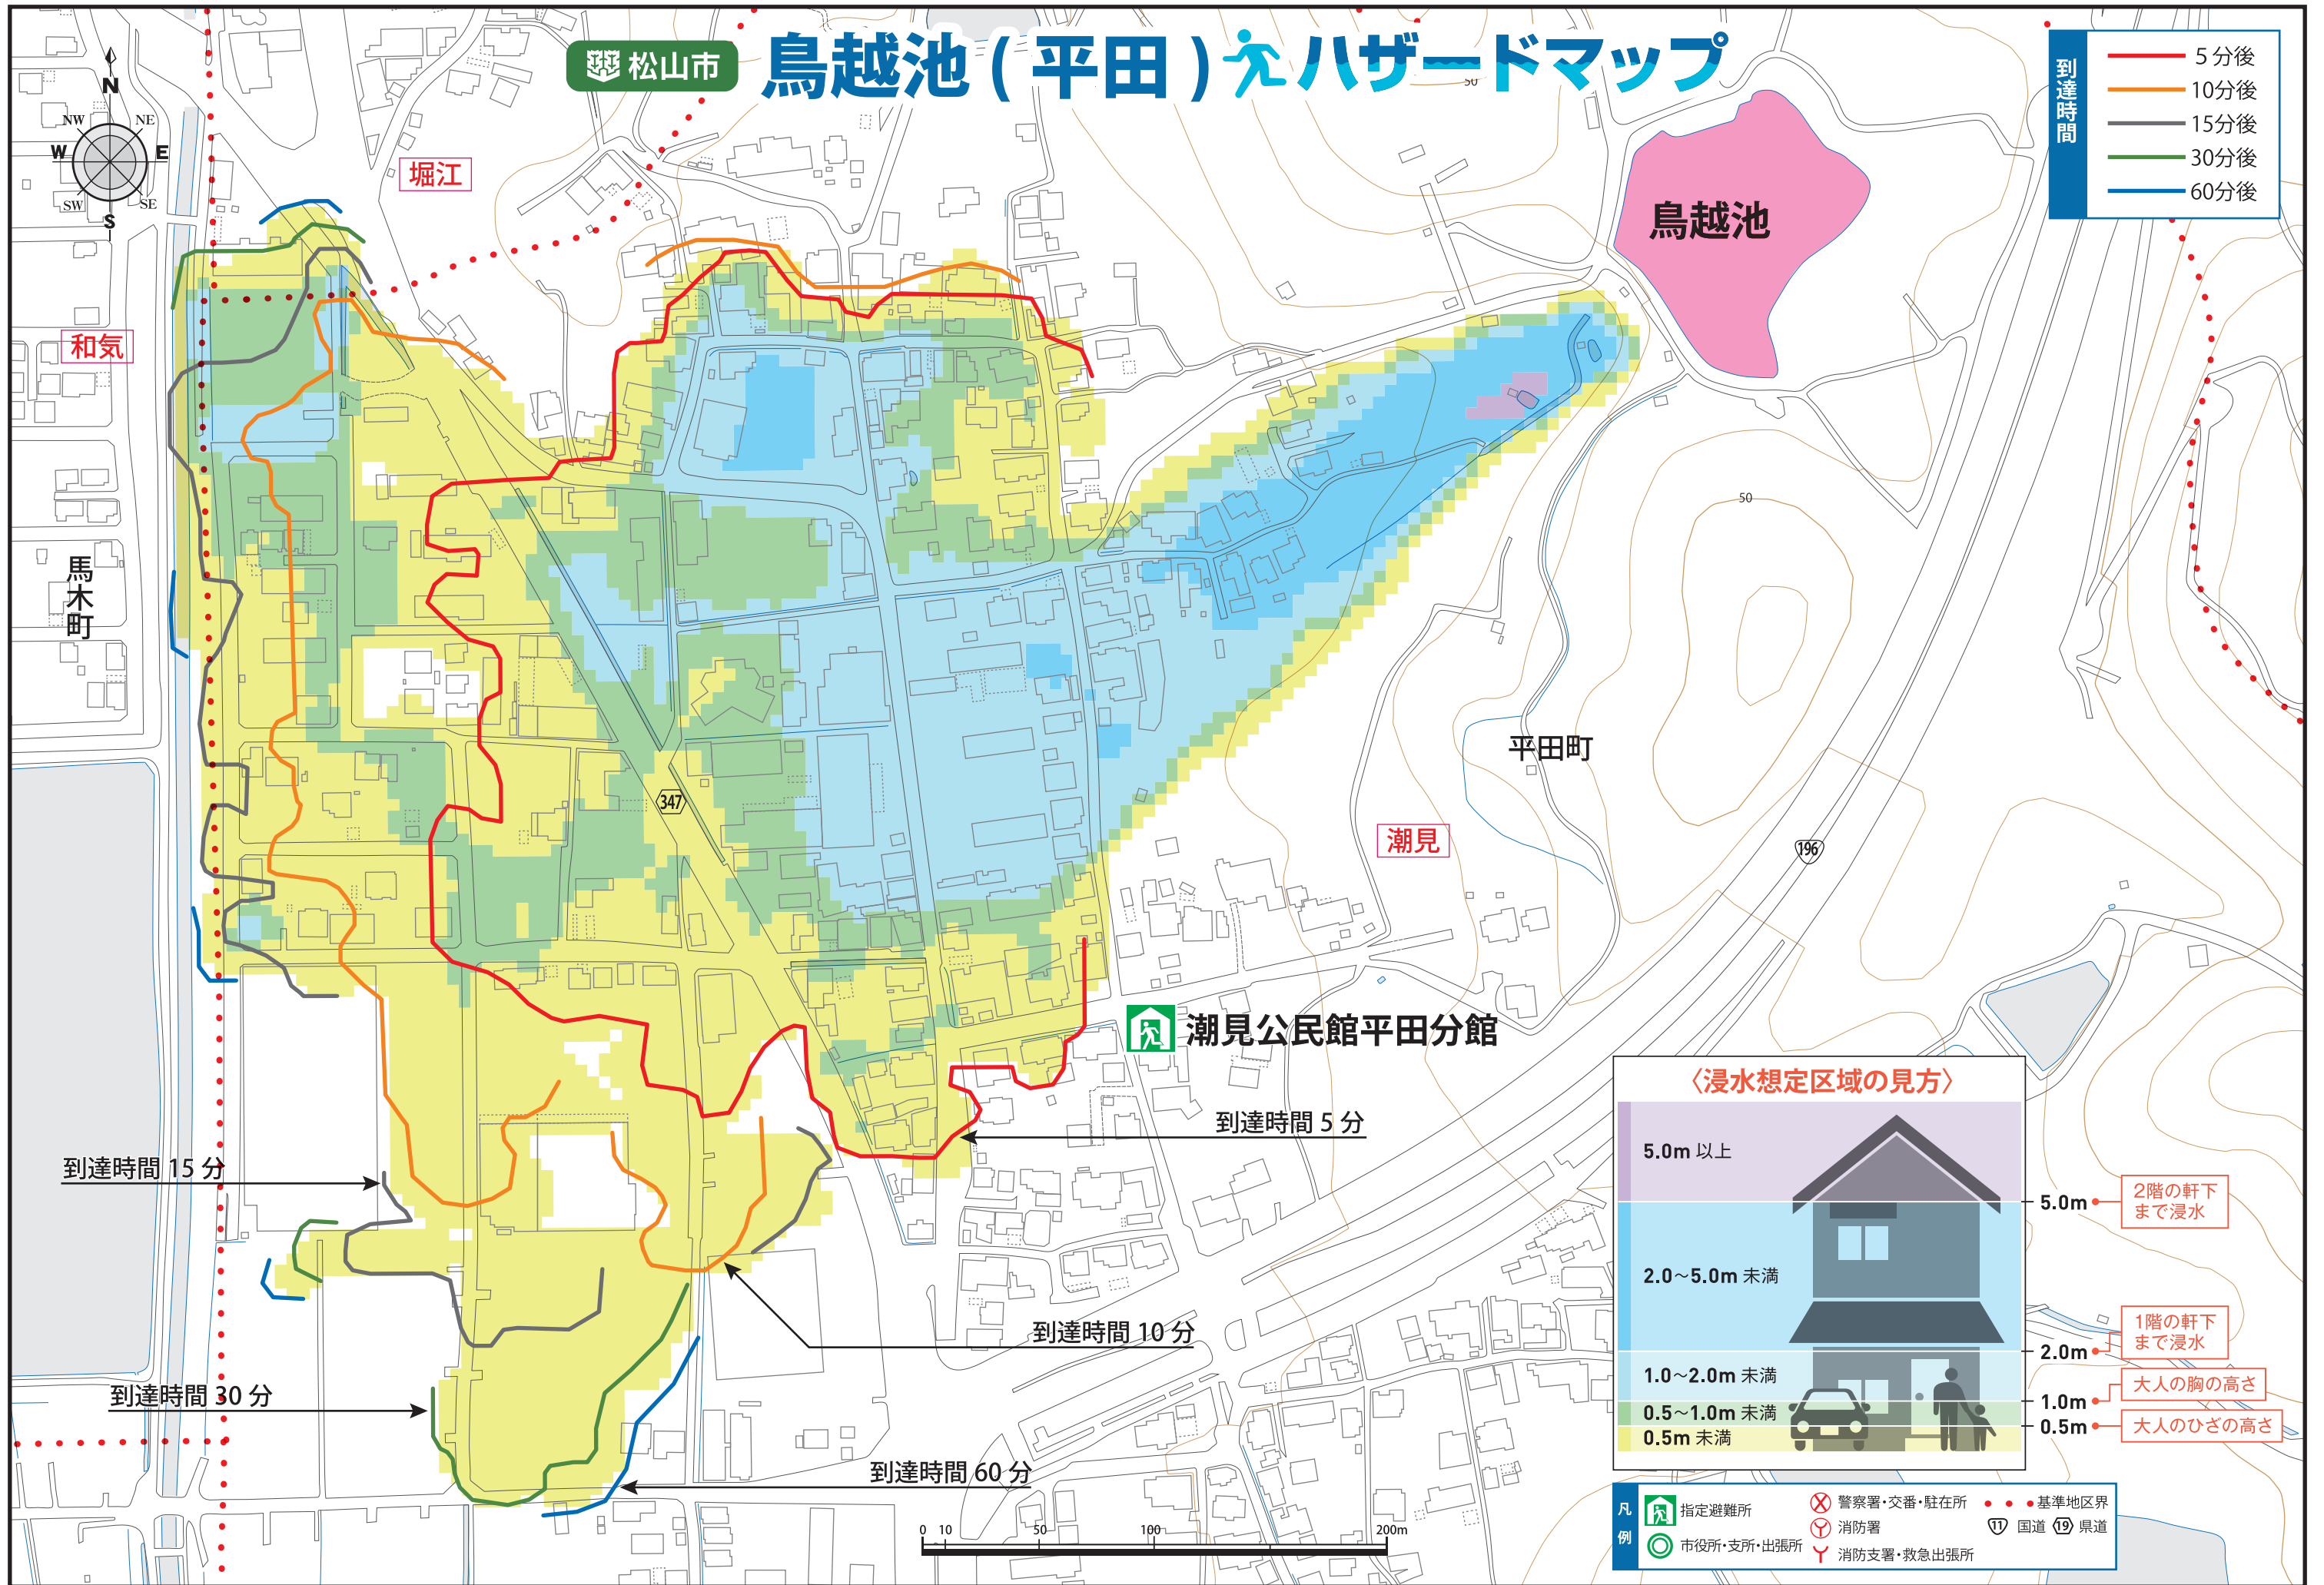 松山市
鳥越池(平田)ハザードマップ
到達時間
5分後
10分後
15分後
30分後
60分後
N
NW
NE
W
E
SW
SE
S
堀江
50
鳥越池
和気
馬木町
50
平田町
347
潮見
196
潮見公民館平田分館
到達時間 5 分
到達時間 15 分
到達時間 10 分
到達時間 30 分
到達時間 60 分
0 10 50 100 200m
〈浸水想定区域の見方〉
5.0m 以上
5.0m
2階の軒下
まで浸水
2.0〜5.0m 未満
1階の軒下
まで浸水
2.0m
1.0〜2.0m 未満
大人の胸の高さ
1.0m
0.5〜1.0m 未満
0.5m
大人のひざの高さ
0.5m 未満
凡例
指定避難所
市役所・支所・出張所
警察署・交番・駐在所
消防署
消防支署・救急出張所
基準地区界
11 国道 19 県道